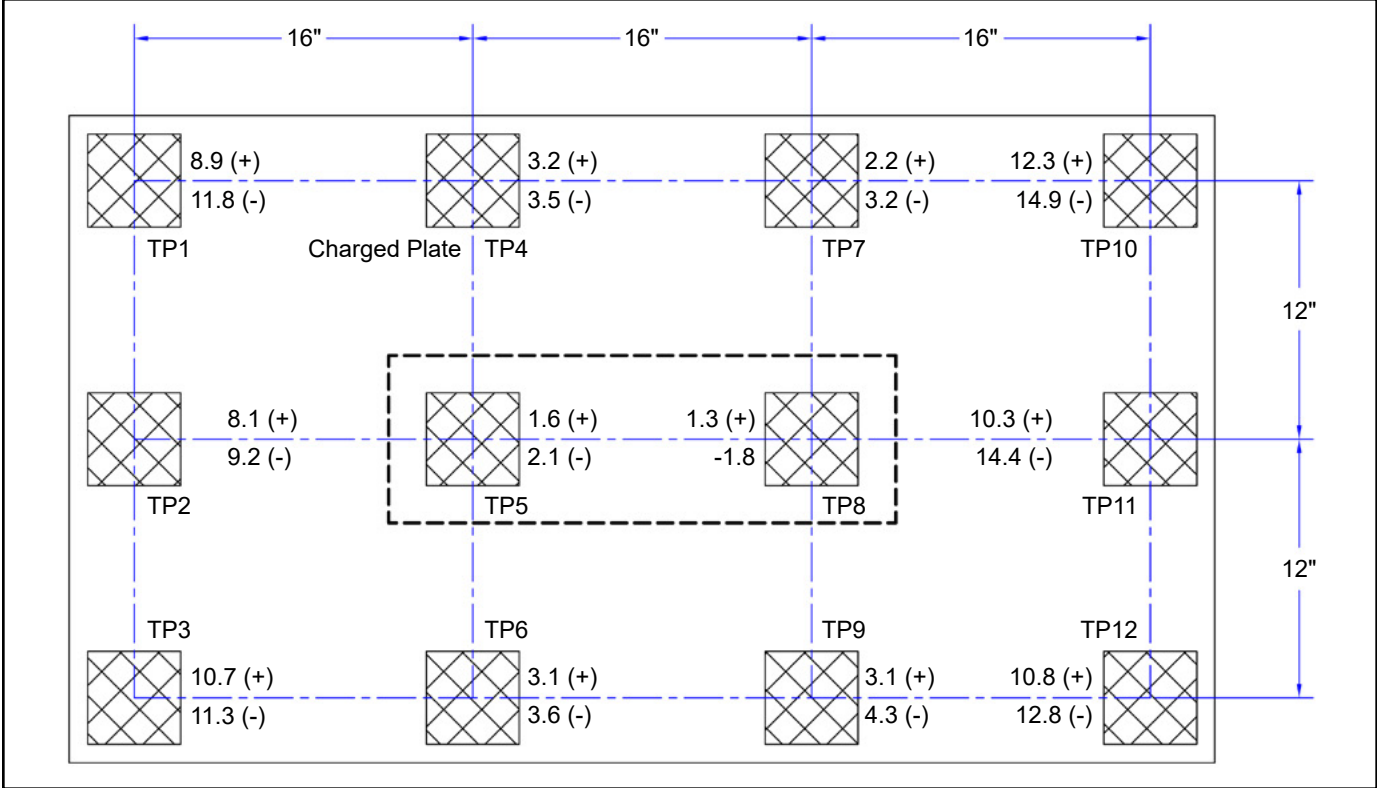 16" 16" 16"
8.9 (+) 3.2 (+) 2.2 (+) 12.3 (+)
11.8 (-) 3.5 (-) 3.2 (-) 14.9 (-)
TP1 Charged Plate TP4 TP7 TP10
12"
8.1 (+) 1.6 (+) 1.3 (+) 10.3 (+)
9.2 (-) 2.1 (-) -1.8 14.4 (-)
TP2 TP5 TP8 TP11
12"
TP3 TP6 TP9 TP12
10.7 (+) 3.1 (+) 3.1 (+) 10.8 (+)
11.3 (-) 3.6 (-) 4.3 (-) 12.8 (-)